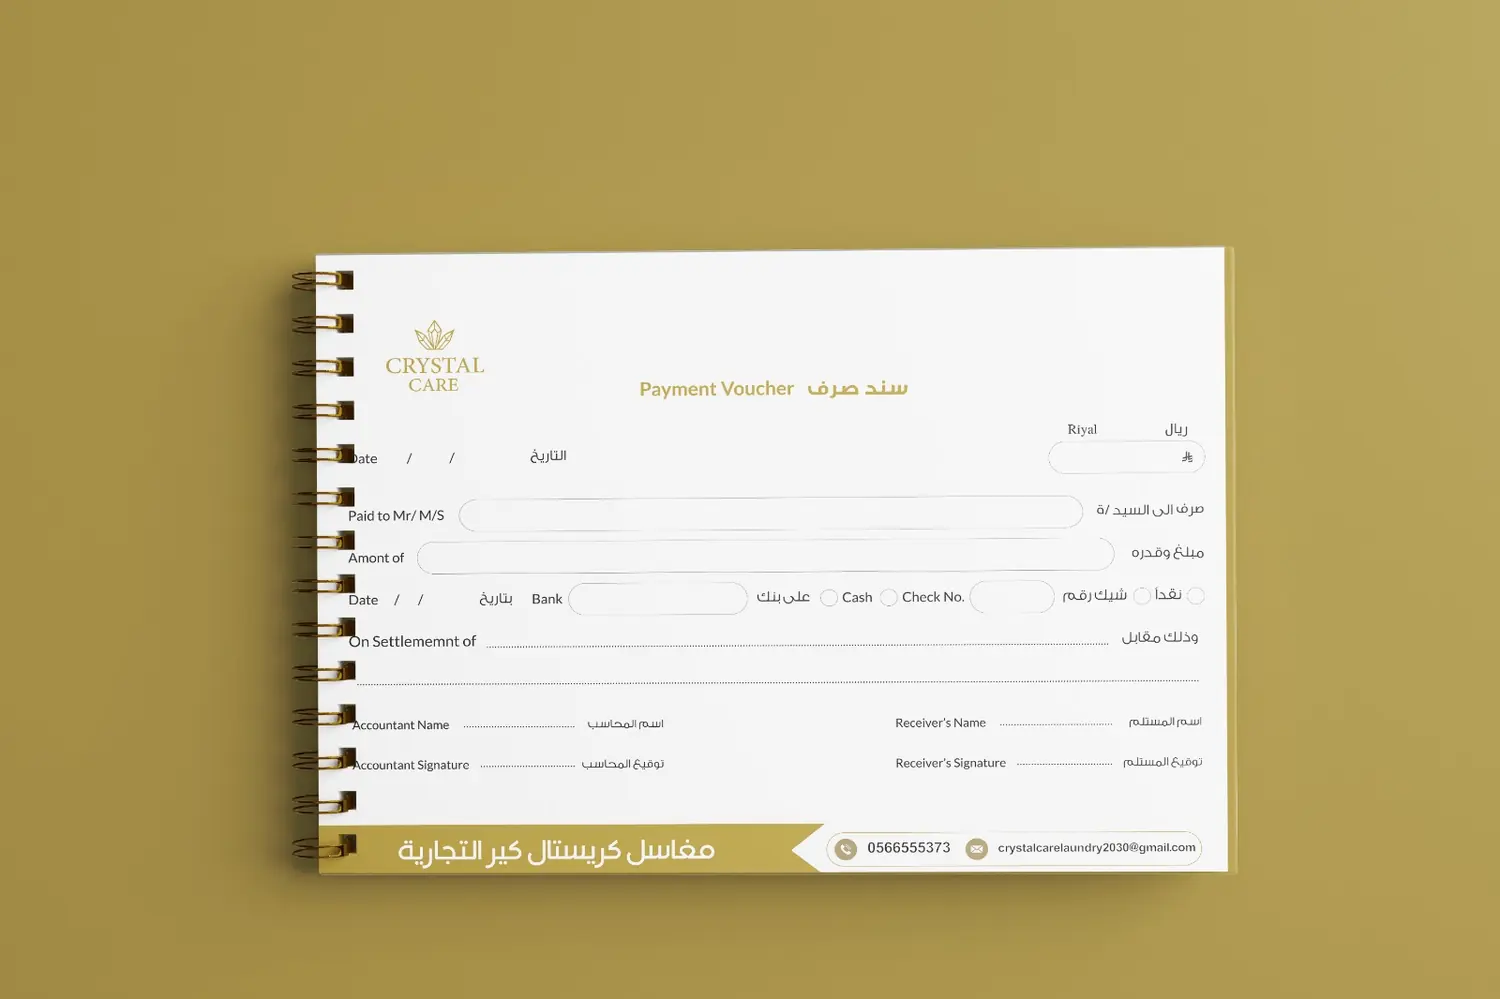 CRYSTAL
CARE
Payment Voucher سند صرف
Riyal ريال
Date / / التاريخ
Paid to Mr/ M/S صرف الى السيد /ة
Amont of مبلغ وقدره
Date / / بتاريخ Bank على بنك Cash Check No. شيك رقم نقدأ
On Settlememnt of وذلك مقابل
Accountant Name اسم المحاسب Receiver's Name اسم المستلم
Accountant Signature توقيع المحاسب Receiver's Signature توقيع المستلم
مغاسل كريستال كير التجارية 0566555373 crystalcarelaundry2030@gmail.com